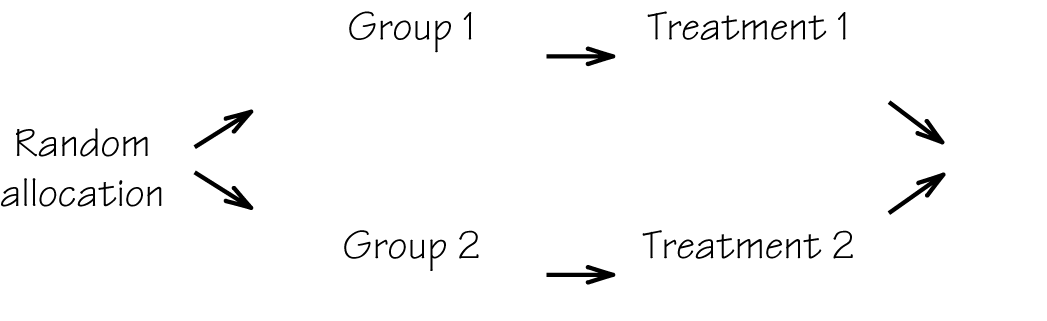 Group 1
Treatment 1
Random
allocation
Group 2
Treatment 2